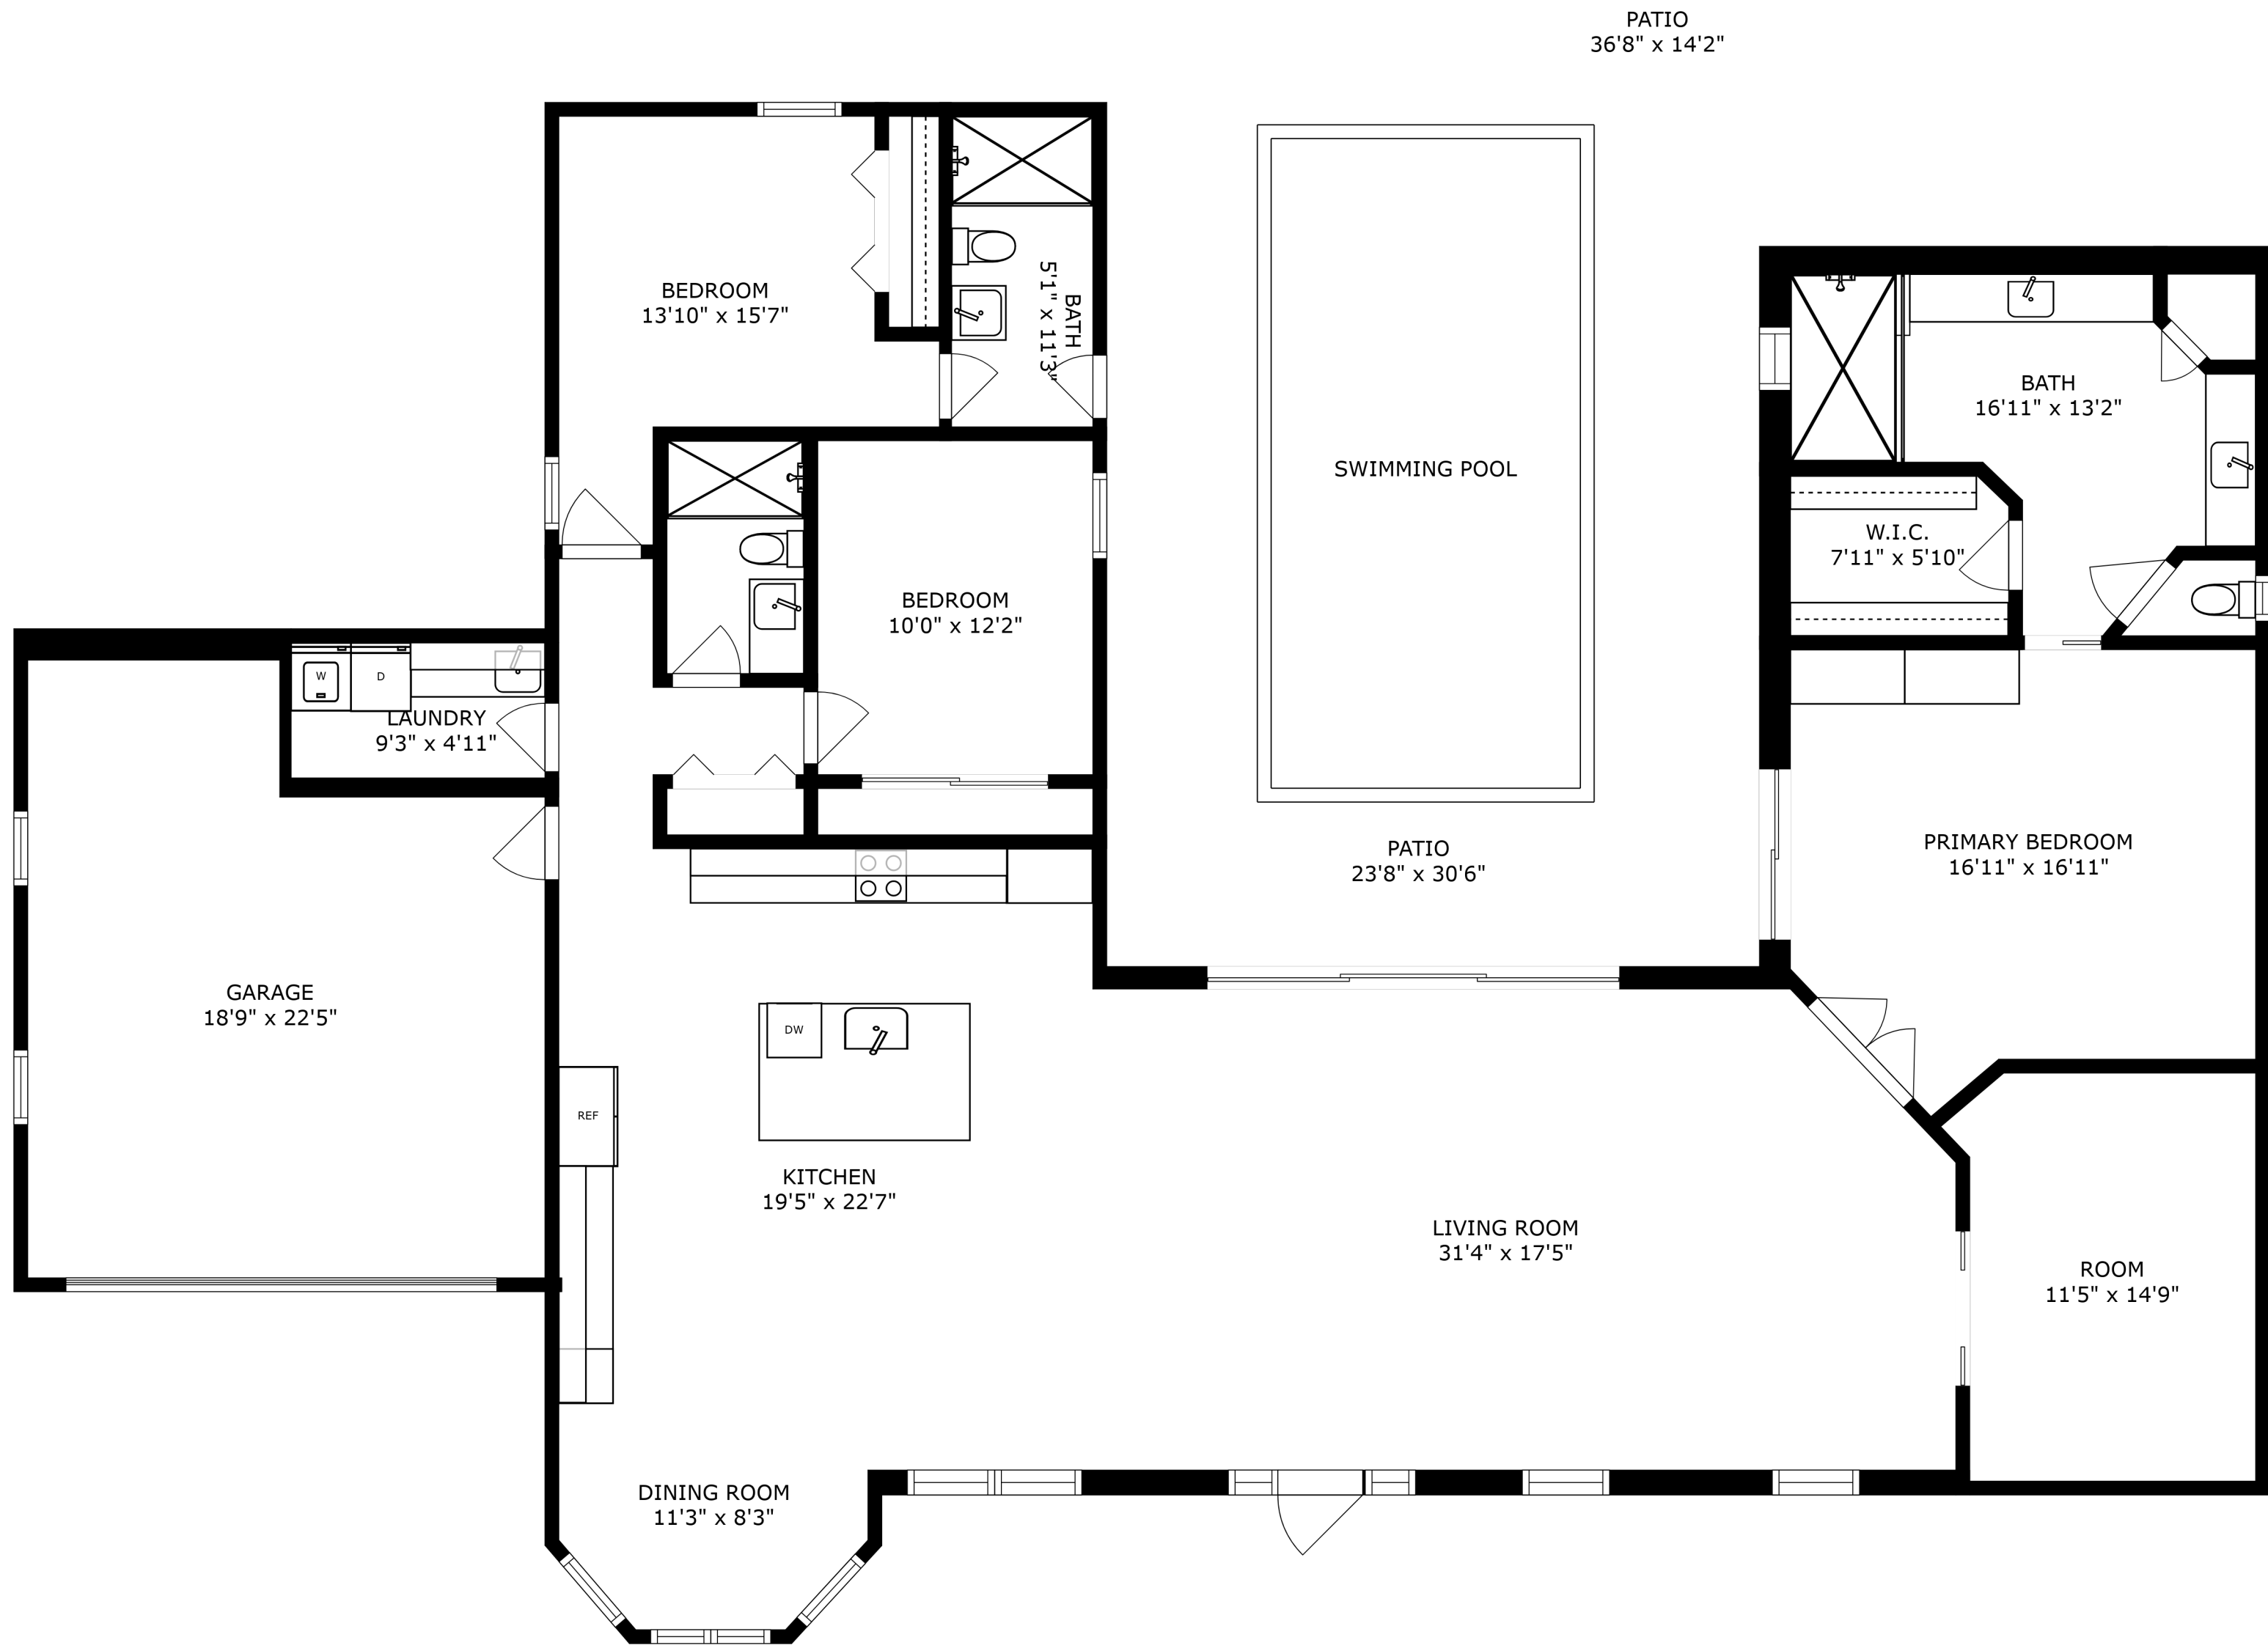 PATIO
36'8" x 14'2"
BEDROOM
13'10" x 15'7"
BATH
5'1" x 11'3"
BATH
16'11" x 13'2"
SWIMMING POOL
W.I.C.
7'11" x 5'10"
BEDROOM
10'0" x 12'2"
W
D
LAUNDRY
9'3" x 4'11"
PRIMARY BEDROOM
16'11" x 16'11"
PATIO
23'8" x 30'6"
GARAGE
18'9" x 22'5"
DW
REF
KITCHEN
19'5" x 22'7"
LIVING ROOM
31'4" x 17'5"
ROOM
11'5" x 14'9"
DINING ROOM
11'3" x 8'3"